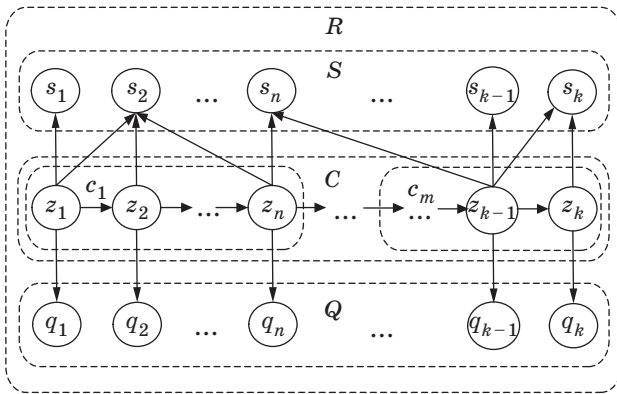 R
S
s₁ s₂ ... sₙ ... sₖ₋₁ sₖ
C
c₁ cₘ
z₁ z₂ ... zₙ ... ... zₖ₋₁ zₖ
Q
q₁ q₂ ... qₙ ... qₖ₋₁ qₖ